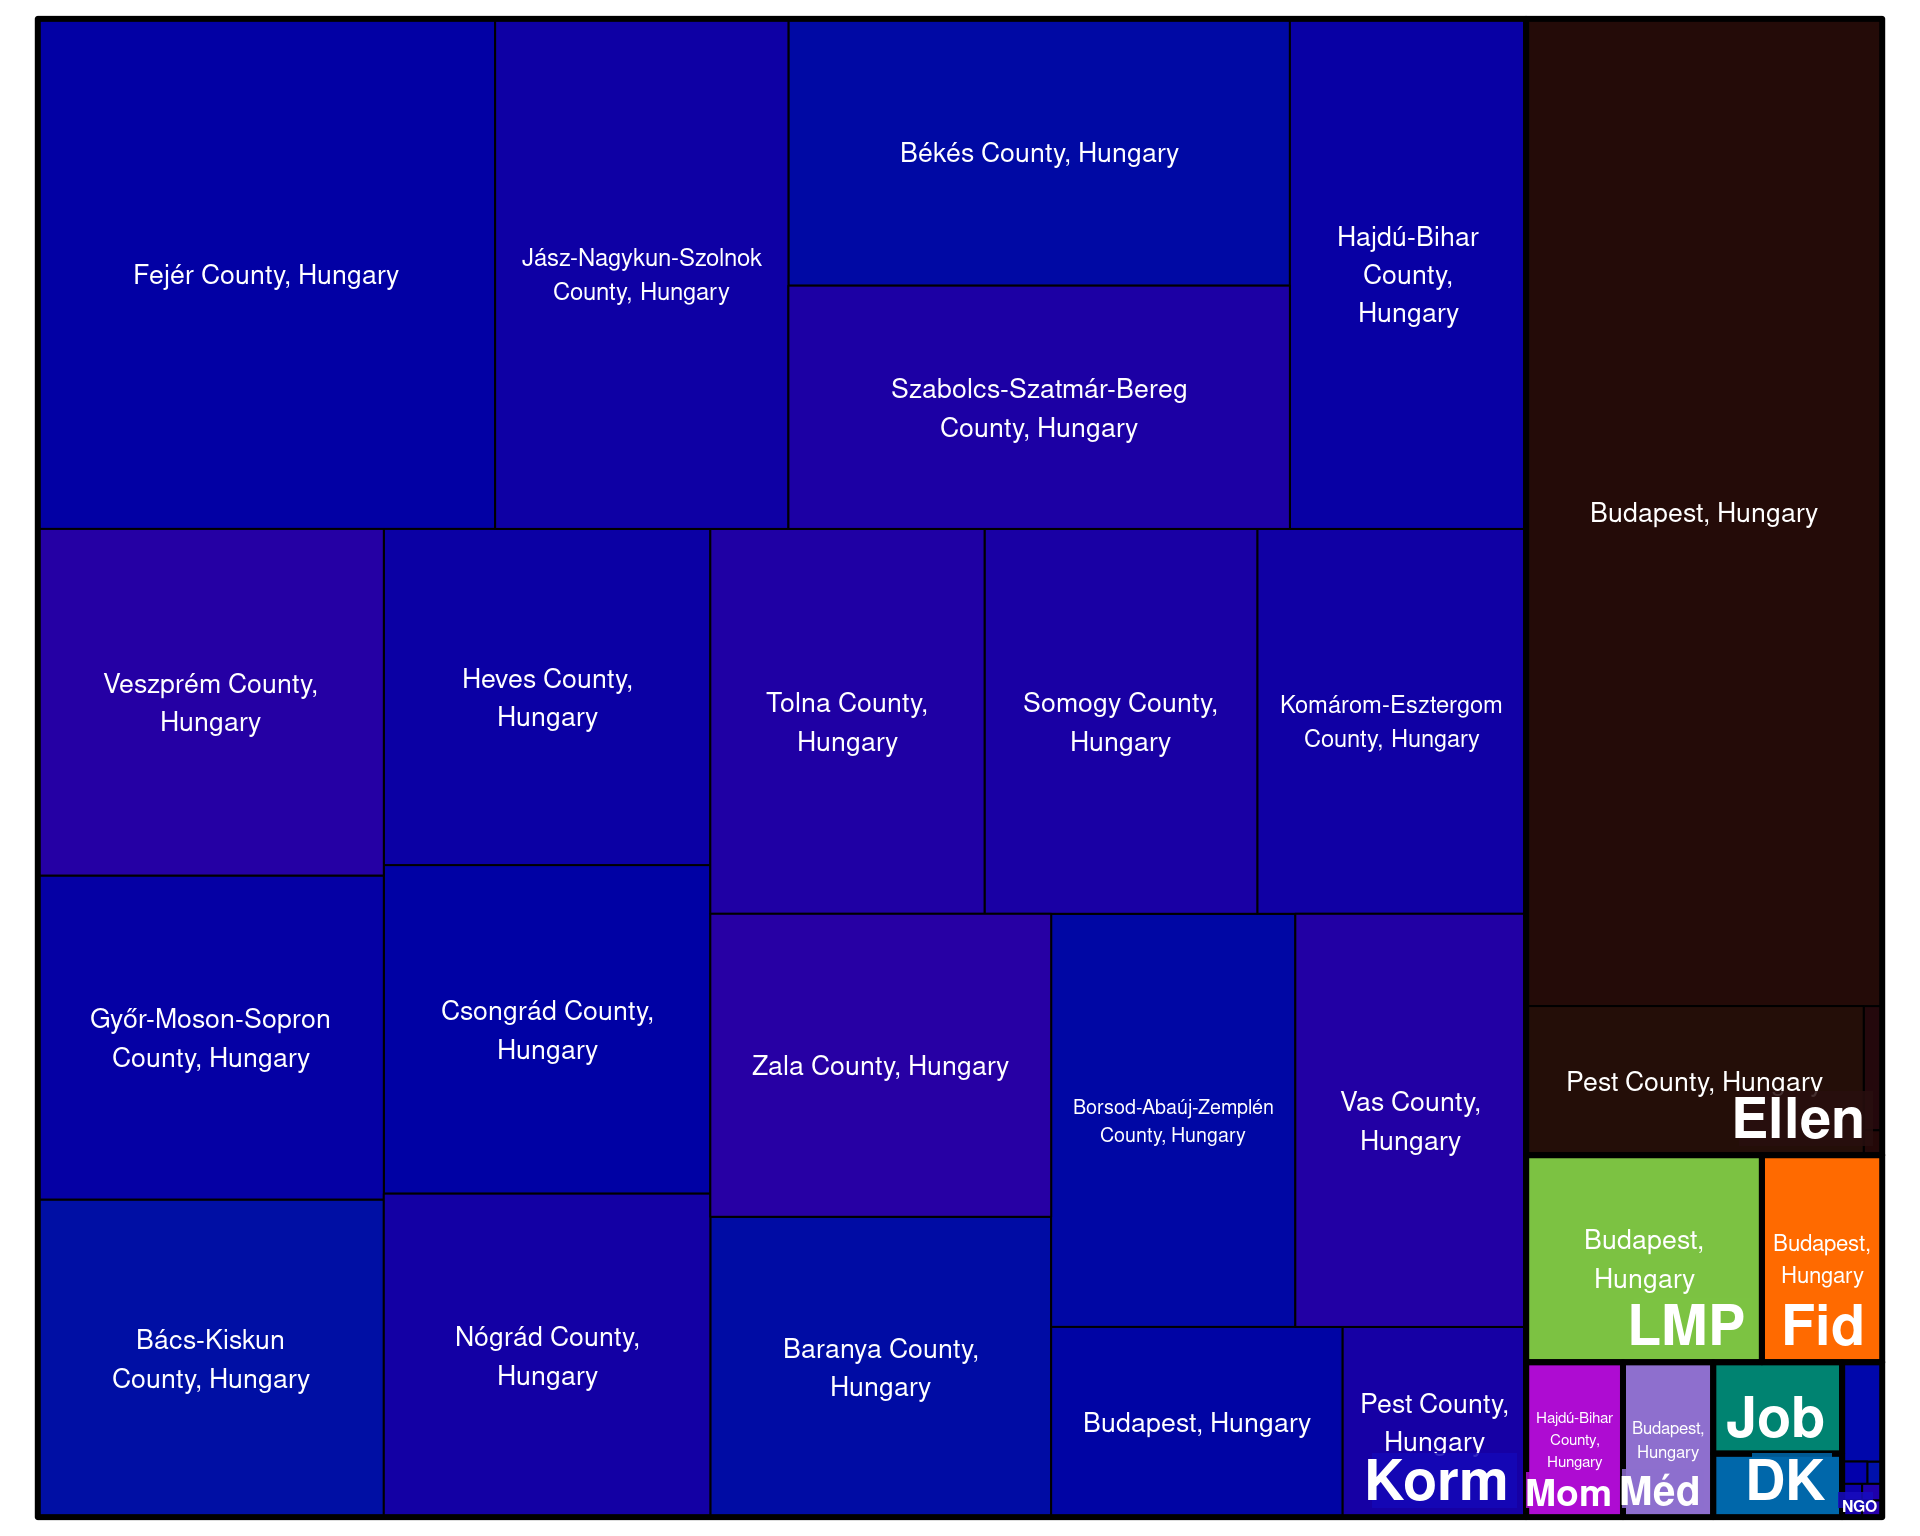 Fejér County, Hungary
Jász-Nagykun-Szolnok
County, Hungary
Békés County, Hungary
Szabolcs-Szatmár-Bereg
County, Hungary
Hajdú-Bihar
County,
Hungary
Veszprém County,
Hungary
Heves County,
Hungary
Tolna County,
Hungary
Somogy County,
Hungary
Komárom-Esztergom
County, Hungary
Győr-Moson-Sopron
County, Hungary
Csongrád County,
Hungary
Zala County, Hungary
Borsod-Abaúj-Zemplén
County, Hungary
Vas County,
Hungary
Bács-Kiskun
County, Hungary
Nógrád County,
Hungary
Baranya County,
Hungary
Budapest, Hungary
Pest County,
Hungary
Korm
Budapest, Hungary
Pest County, Hungary
Ellen
Budapest,
Hungary
LMP
Budapest,
Hungary
Fid
Hajdú-Bihar
County,
Hungary
Mom
Budapest,
Hungary
Méd
Job
DK
NGO